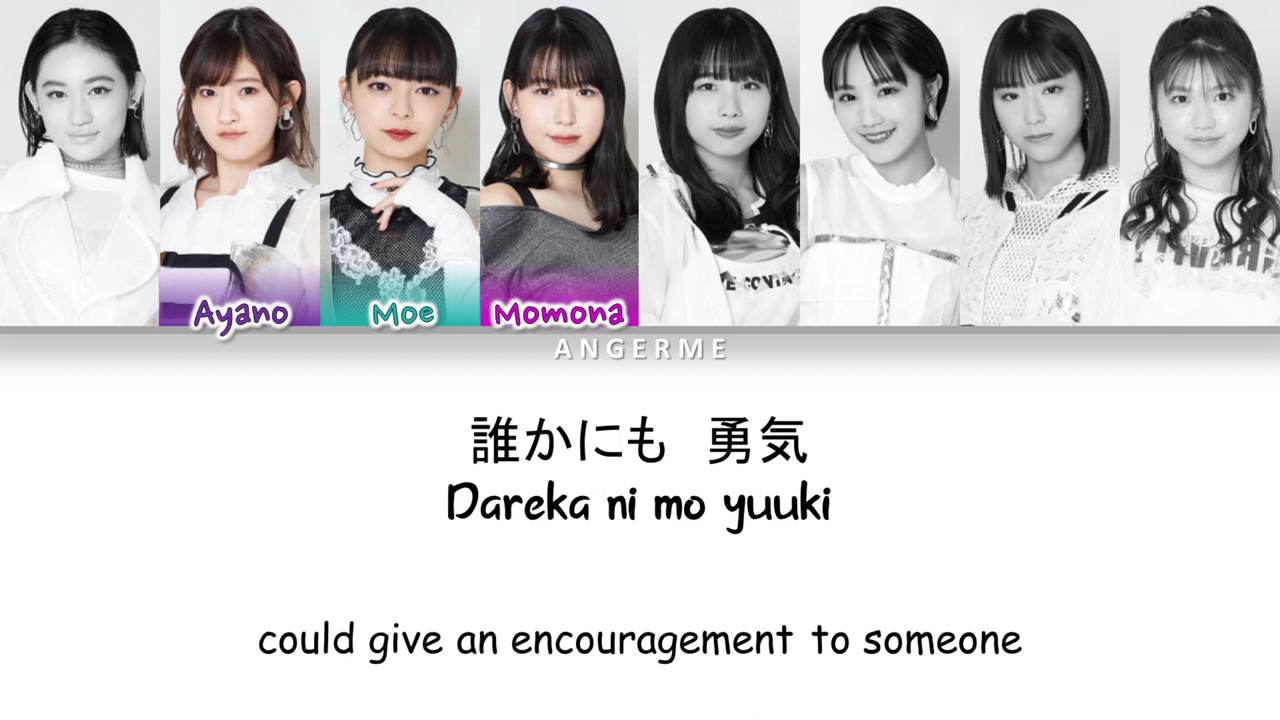 Ayano
Moe
Momona
ANGERME
誰かにも 勇気
Dareka ni mo yuuki
could give an encouragement to someone